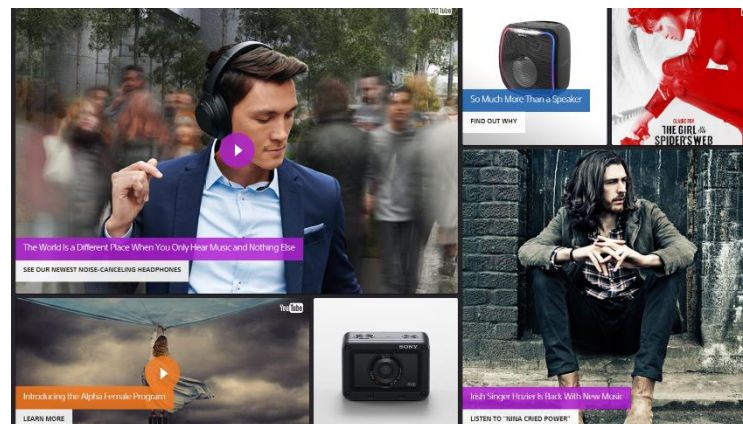 YouTube
The World Is a Different Place When You Only Hear Music and Nothing Else
SEE OUR NEWEST NOISE-CANCELING HEADPHONES
So Much More Than a Speaker
FIND OUT WHY
CLAIRE FOY
THE GIRL IN THE
SPIDER'S WEB
YouTube
Introducing the Alpha Female Program
LEARN MORE
SONY
Irish Singer Hozier Is Back With New Music
LISTEN TO "NINA CRIED POWER"